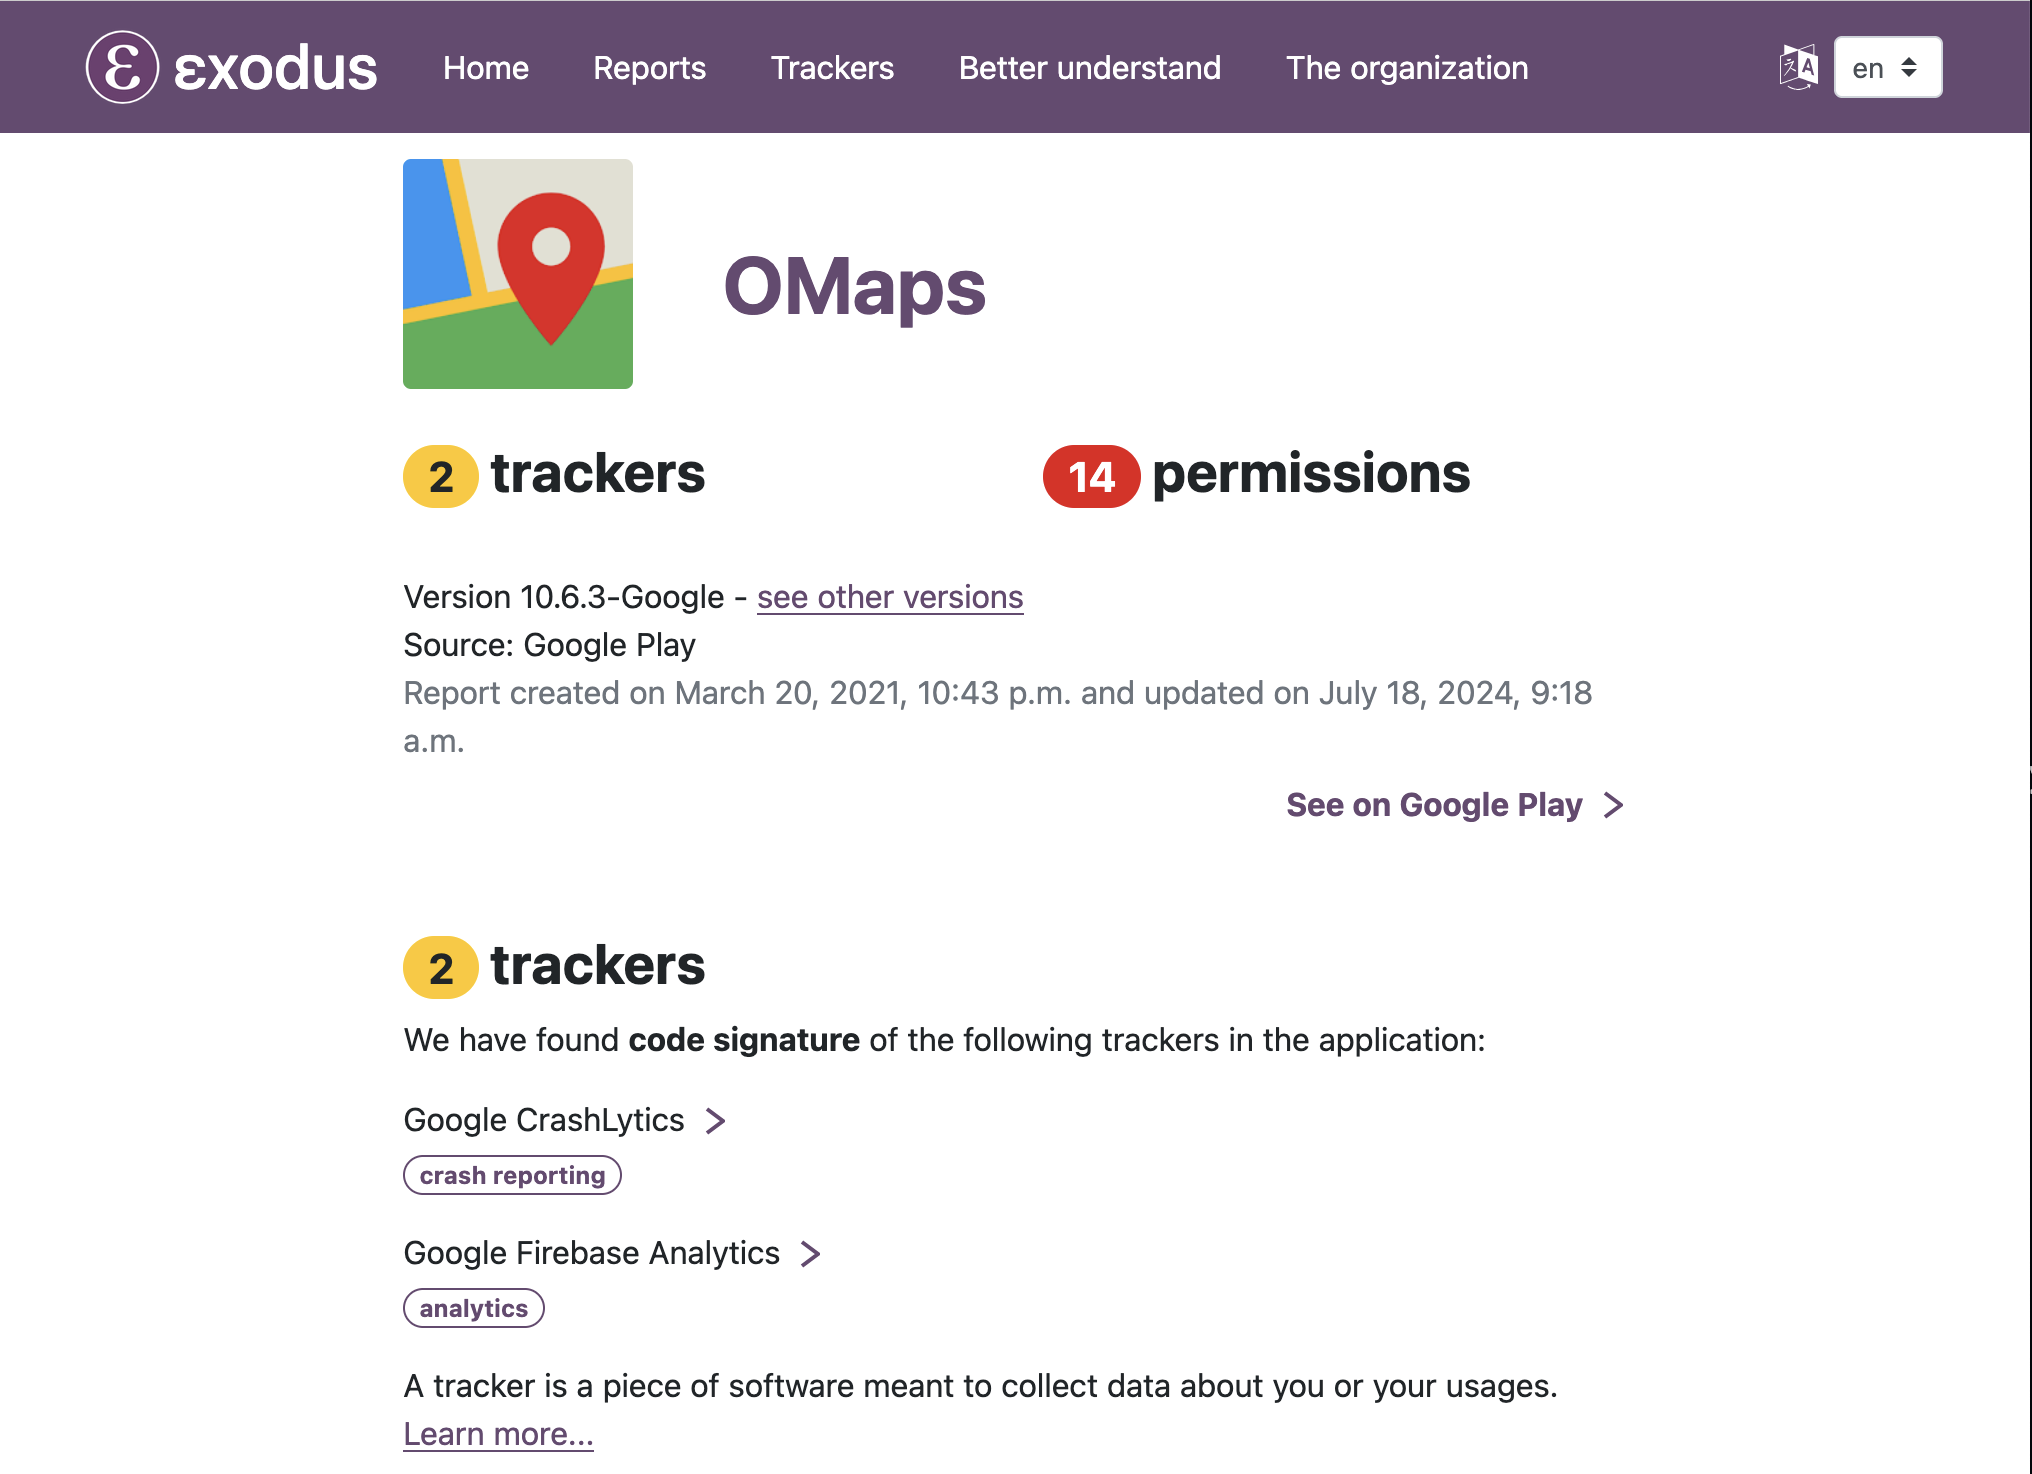 εxodus Home Reports Trackers Better understand The organization en
OMaps
2 trackers 14 permissions
Version 10.6.3-Google - see other versions
Source: Google Play
Report created on March 20, 2021, 10:43 p.m. and updated on July 18, 2024, 9:18
a.m.
See on Google Play
2 trackers
We have found code signature of the following trackers in the application:
Google CrashLytics
crash reporting
Google Firebase Analytics
analytics
A tracker is a piece of software meant to collect data about you or your usages.
Learn more...